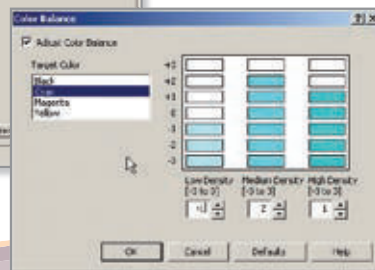 Color Balance
Adjust Color Balance
Target Color
Black
Cyan
Magenta
Yellow
+3
+2
+1
0
-1
-2
-3
Low Density Medium Density High Density
[-3 to 3] [-3 to 3] [-3 to 3]
-1 2 1
OK Cancel Defaults Help